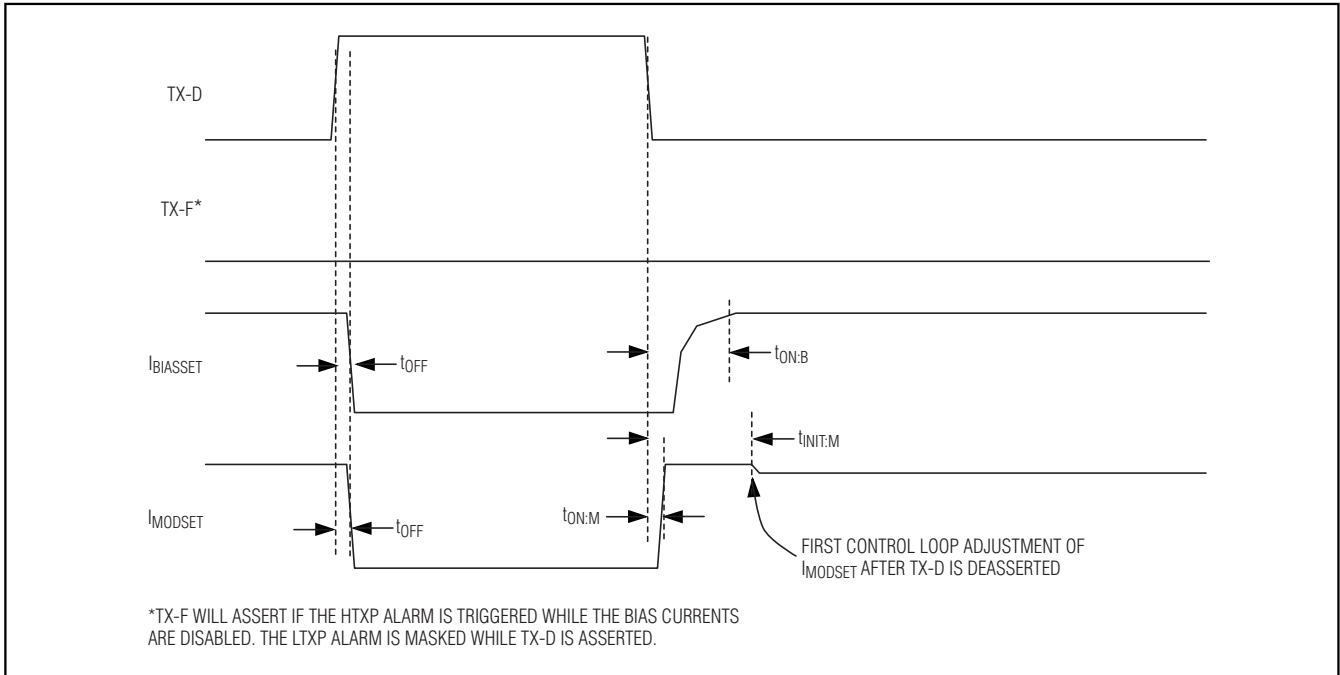 TX-D
TX-F*
IBIASSET
tOFF
tON:B
tINIT:M
IMODSET
tOFF
tON:M
FIRST CONTROL LOOP ADJUSTMENT OF
IMODSET AFTER TX-D IS DEASSERTED
*TX-F WILL ASSERT IF THE HTXP ALARM IS TRIGGERED WHILE THE BIAS CURRENTS
ARE DISABLED. THE LTXP ALARM IS MASKED WHILE TX-D IS ASSERTED.